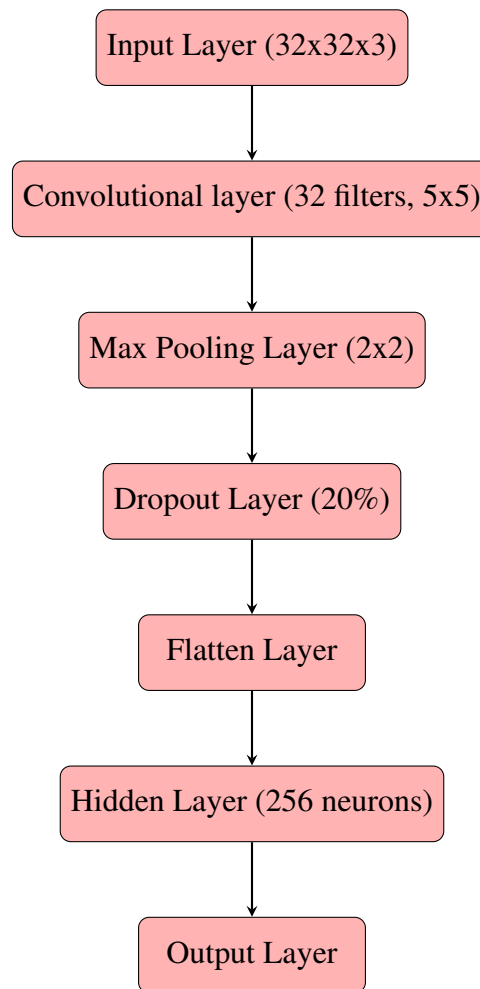 Input Layer (32x32x3)
Convolutional layer (32 filters, 5x5)
Max Pooling Layer (2x2)
Dropout Layer (20%)
Flatten Layer
Hidden Layer (256 neurons)
Output Layer